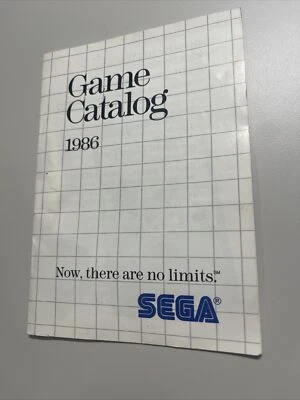 Game
Catalog
1986
Now, there are no limits.℠
SEGA®